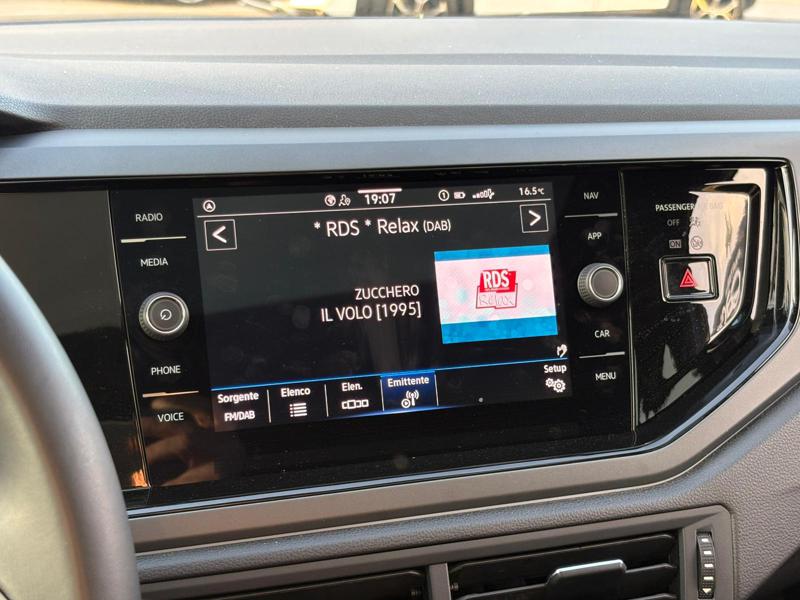 RADIO
MEDIA
PHONE
VOICE
19:07
16.5°C
* RDS * Relax (DAB)
ZUCCHERO
IL VOLO [1995]
RDS
Relax
Sorgente
FM/DAB
Elenco
Elen.
Emittente
Setup
NAV
APP
CAR
MENU
PASSENGER
OFF
ON